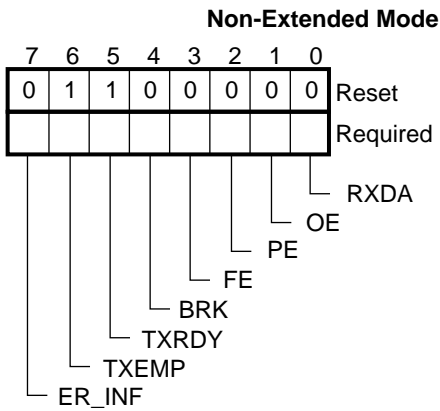 Non-Extended Mode
7 6 5 4 3 2 1 0
0 1 1 0 0 0 0 0 Reset
Required
RXDA
OE
PE
FE
BRK
TXRDY
TXEMP
ER_INF